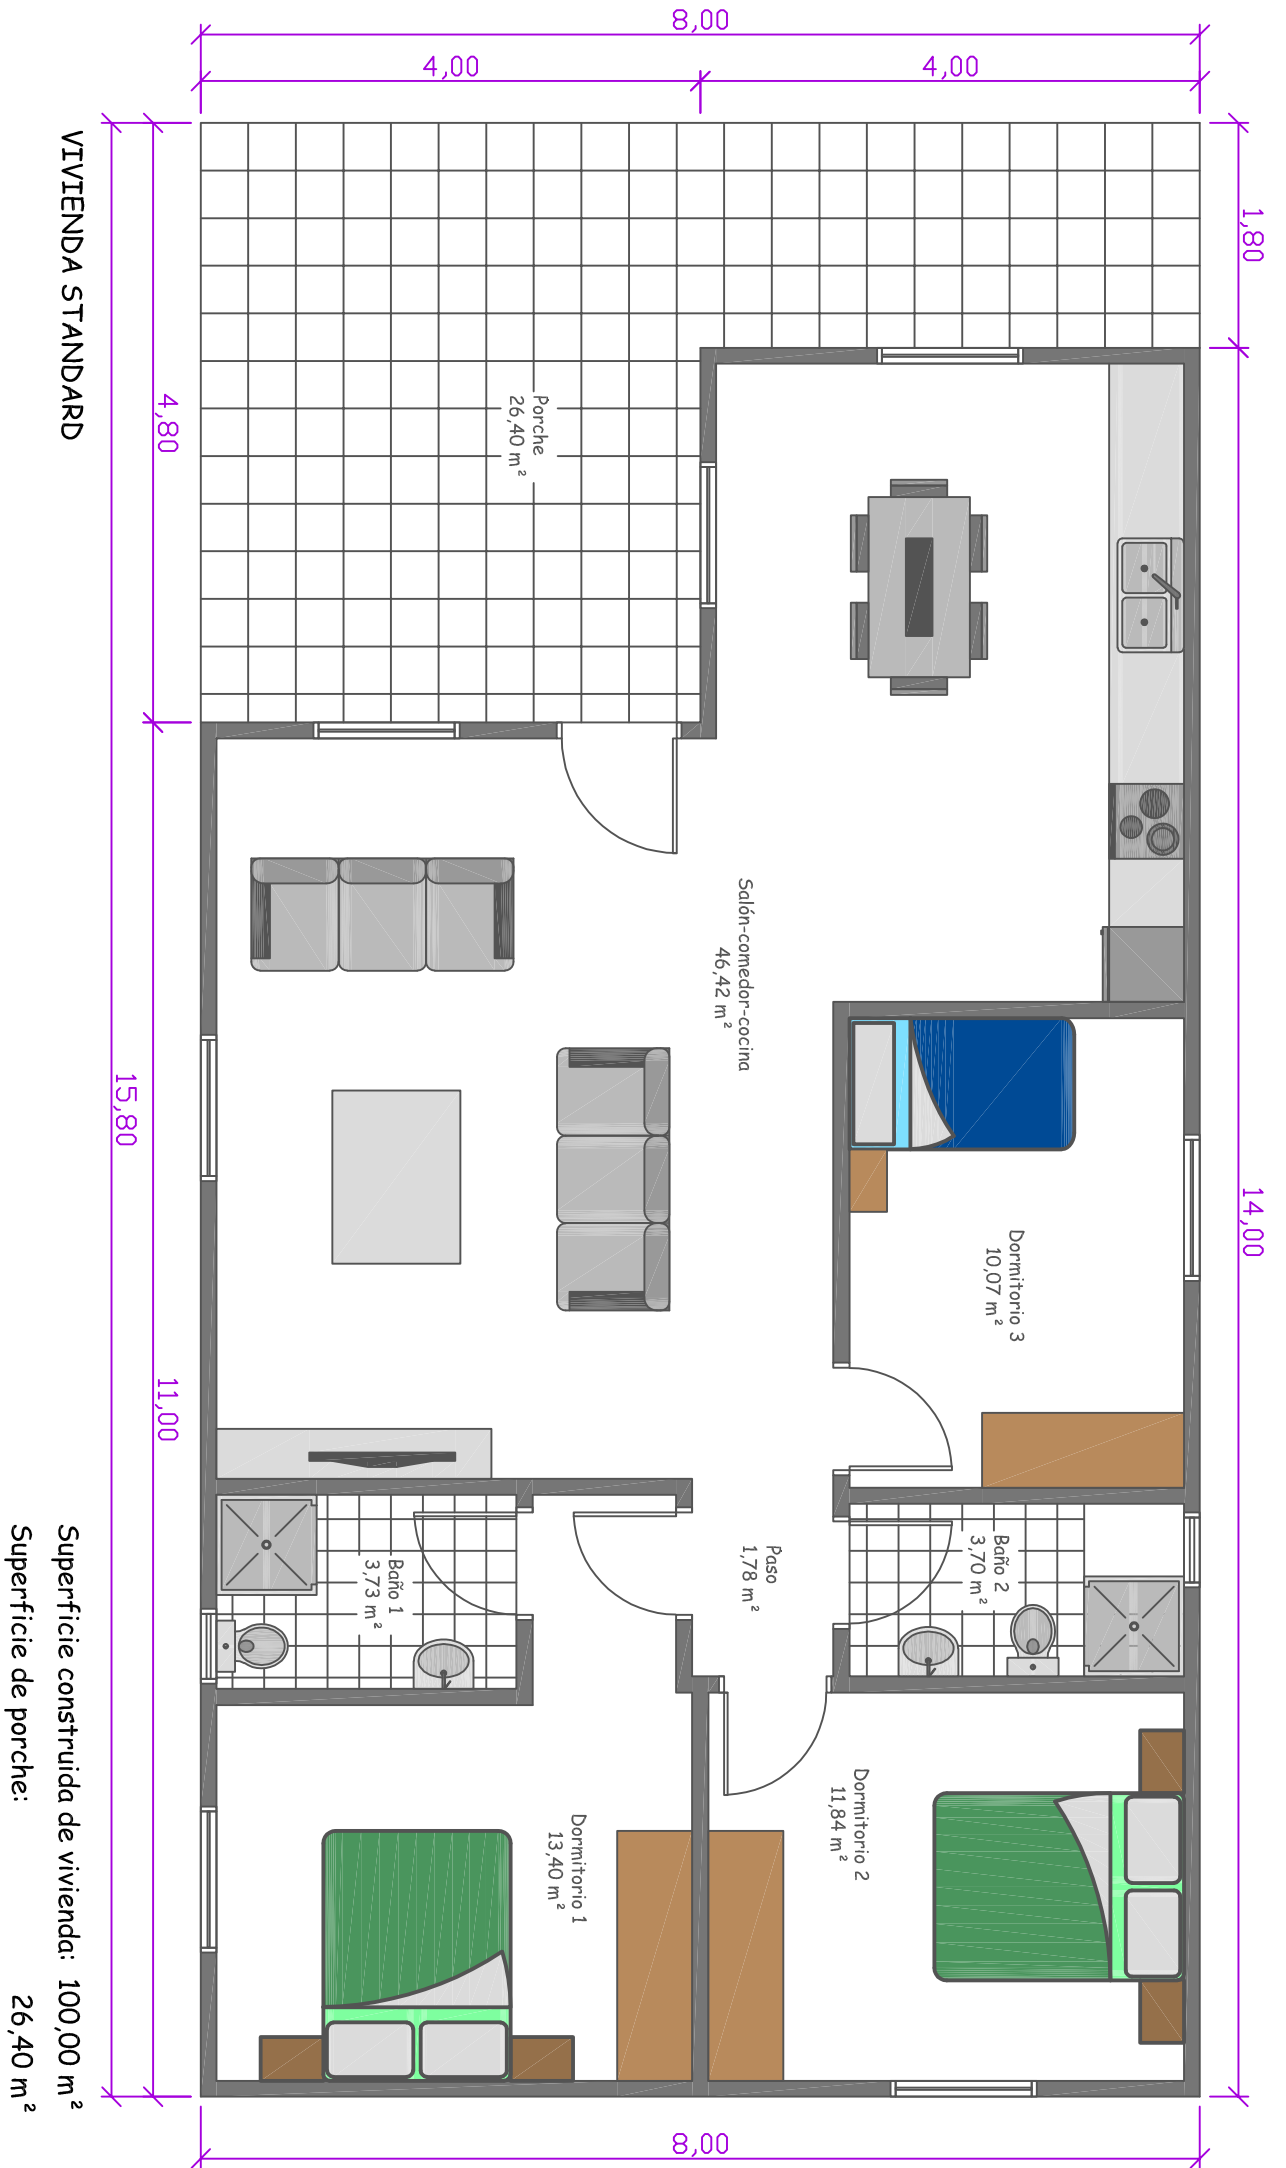 8,00
4,00
4,00
1,80
14,00
4,80
11,00
15,80
8,00
Porche
26,40 m²
Salón-comedor-cocina
46,42 m²
Dormitorio 3
10,07 m²
Baño 2
3,70 m²
Paso
1,78 m²
Baño 1
3,73 m²
Dormitorio 2
11,84 m²
Dormitorio 1
13,40 m²
VIVIENDA STANDARD
Superficie construida de vivienda: 100,00 m²
Superficie de porche: 26,40 m²